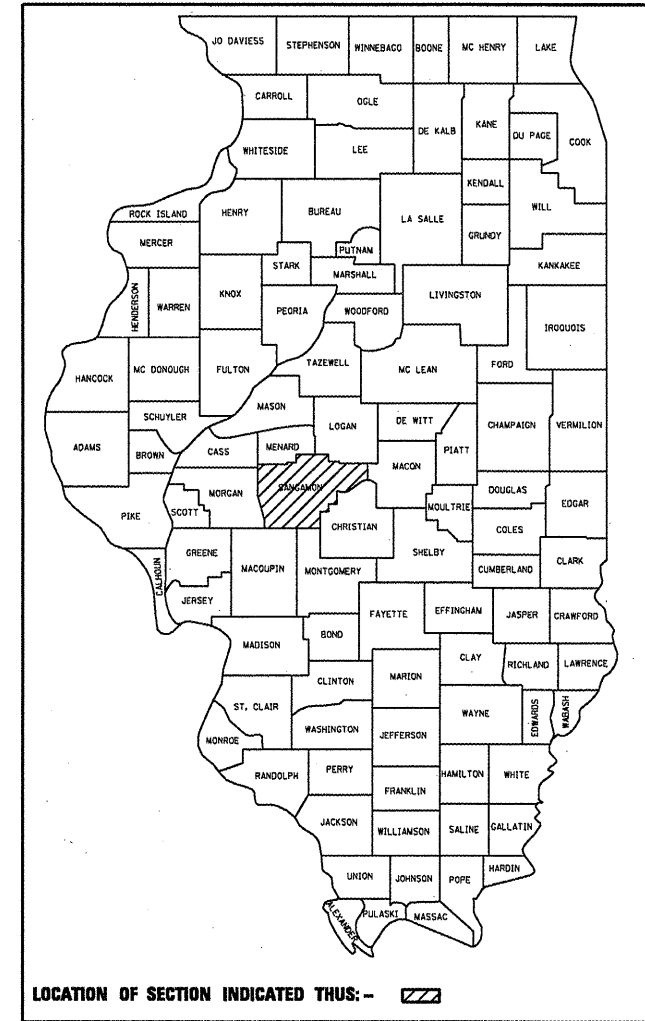 JO DAVIESS STEPHENSON WINNEBAGO BOONE MC HENRY LAKE
CARROLL OGLE DE KALB KANE DU PAGE COOK
WHITESIDE LEE
KENDALL
ROCK ISLAND HENRY BUREAU LA SALLE GRUNDY WILL
MERCER PUTNAM
STARK MARSHALL KANKAKEE
HENDERSON WARREN KNOX PEORIA WOODFORD LIVINGSTON
IROQUOIS
HANCOCK MC DONOUGH FULTON TAZEWELL MC LEAN FORD
SCHUYLER MASON LOGAN DE WITT CHAMPAIGN VERMILION
ADAMS BROWN CASS MENARD MACON PIATT
SANGAMON DOUGLAS
PIKE SCOTT MORGAN CHRISTIAN MOULTRIE COLES EDGAR
CALHOUN GREENE MACOUPIN MONTGOMERY SHELBY CUMBERLAND CLARK
JERSEY
FAYETTE EFFINGHAM JASPER CRAWFORD
MADISON BOND
CLAY RICHLAND LAWRENCE
CLINTON MARION
ST. CLAIR WAYNE EDWARDS WABASH
WASHINGTON JEFFERSON
MONROE
RANDOLPH PERRY HAMILTON WHITE
FRANKLIN
JACKSON WILLIAMSON SALINE GALLATIN
UNION JOHNSON POPE HARDIN
ALEXANDER PULASKI MASSAC
LOCATION OF SECTION INDICATED THUS: -